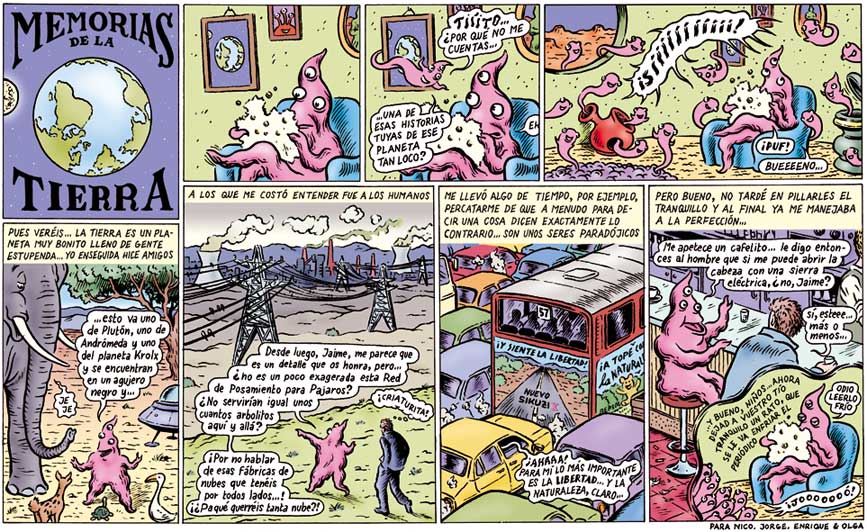 MEMORIAS
DE LA
TIERRA
TIÍTO...
¿POR QUÉ NO ME
CUENTAS...
...UNA DE
ESAS HISTORIAS
TUYAS DE ESE
PLANETA
TAN LOCO?
EH
¡SÍIIIIIIIIIIIIII!
¡PUF!
BUEEEENO...
PUES VERÉIS... LA TIERRA ES UN PLA-
NETA MUY BONITO LLENO DE GENTE
ESTUPENDA... YO ENSEGUIDA HICE AMIGOS
...esto va uno
de Plutón, uno de
Andrómeda y uno
del planeta Krolx
y se encuentran
en un agujero
negro y...
JE
JE
A LOS QUE ME COSTÓ ENTENDER FUE A LOS HUMANOS
Desde luego, Jaime, me parece que
es un detalle que os honra, pero...
¿no es un poco exagerada esta Red
de Posamiento para Pajaros?
¿No servirían igual unos
cuantos arbolitos
aquí y allá?
¡CRIATURITA!
¡Por no hablar
de esas Fábricas de
nubes que tenéis
por todos lados...!
¡¿Paqué querréis tanta nube?!
ME LLEVÓ ALGO DE TIEMPO, POR EJEMPLO,
PERCATARME DE QUE A MENUDO PARA DE-
CIR UNA COSA DICEN EXACTAMENTE LO
CONTRARIO... SON UNOS SERES PARADÓJICOS
57
¡Y SIENTE LA LIBERTAD!
¡A TOPE CON
LA NATURAL
NUEVO
¡AHAAA!
PARA MÍ LO MÁS IMPORTANTE
ES LA LIBERTAD... Y LA
NATURALEZA, CLARO...
PERO BUENO, NO TARDÉ EN PILLARLES EL
TRANQUILLO Y AL FINAL YA ME MANEJABA
A LA PERFECCIÓN...
Me apetece un cafelito... le digo enton-
ces al hombre que si me puede abrir la
cabeza con una sierra
eléctrica, ¿no, Jaime?
Sí, esteee...
más o
menos...
Y BUENO, NIÑOS... AHORA
DEJAD A VUESTRO TÍO
TRANQUILO UN RATO, QUE
SE LE VA A ENFRIAR EL
PERIÓDICO
ODIO
LEERLO
FRÍO
¡JOOOOOOO!
PARA NICO, JORGE, ENRIQUE & OLGA